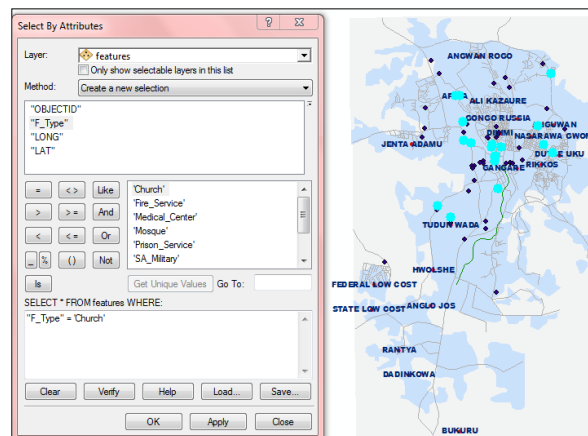 Select By Attributes
Layer: features
Only show selectable layers in this list
Method: Create a new selection
"OBJECTID"
"F_Type"
"LONG"
"LAT"
= < > Like
> > = And
< < = Or
_ % ( ) Not
Is
'Church'
'Fire_Service'
'Medical_Center'
'Mosque'
'Prison_Service'
'SA_Military'
Get Unique Values Go To:
SELECT * FROM features WHERE:
"F_Type" = 'Church'
Clear Verify Help Load... Save...
OK Apply Close
ANGWAN ROGO
ALI KAZAURE
CONGO RUSSIA
NASARAWA GWON
JENTA ADAMU
UKU
GANGARE
RIKKOS
TUDUN WADA
HWOLSHE
FEDERAL LOW COST
STATE LOW COST
ANGLO JOS
RANTYA
DADINKOWA
BUKURU